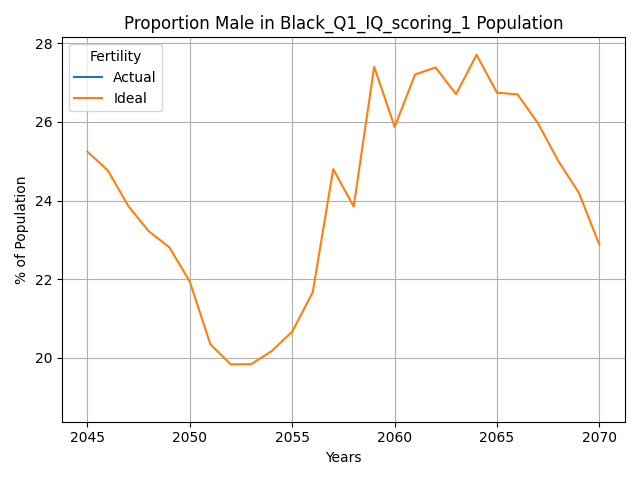 Proportion Male in Black_Q1_IQ_scoring_1 Population
28
26
24
22
20
% of Population
Fertility
Actual
Ideal
2045
2050
2055
2060
2065
2070
Years